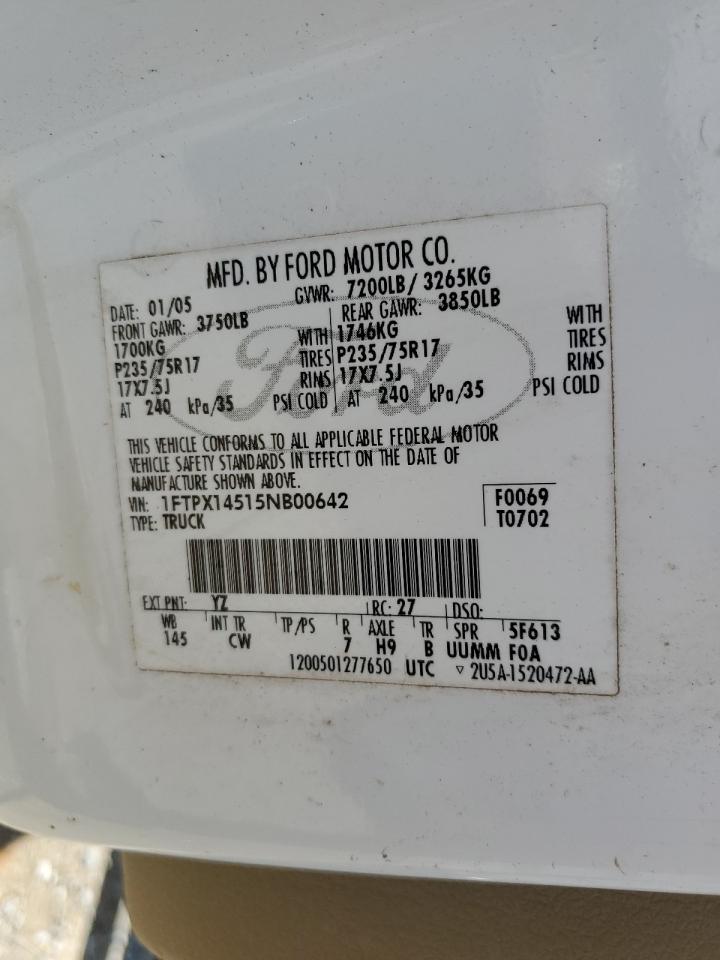 MFD. BY FORD MOTOR CO.
DATE: 01/05 GVWR: 7200LB/ 3265KG
FRONT GAWR: 3750LB REAR GAWR: 3850LB
1700KG WITH 1746KG WITH
P235/75R17 TIRES P235/75R17 TIRES
17X7.5J RIMS 17X7.5J RIMS
AT 240 kPa/35 PSI COLD AT 240 kPa/35 PSI COLD
Ford
THIS VEHICLE CONFORMS TO ALL APPLICABLE FEDERAL MOTOR
VEHICLE SAFETY STANDARDS IN EFFECT ON THE DATE OF
MANUFACTURE SHOWN ABOVE.
VIN: 1FTPX14515NB00642 F0069
TYPE: TRUCK T0702
EXT PNT: YZ RC: 27 DSO:
WB INT TR TP/PS R AXLE TR SPR 5F613
145 CW 7 H9 B UUMM FOA
1200501277650 UTC ▽ 2U5A-1520472-AA